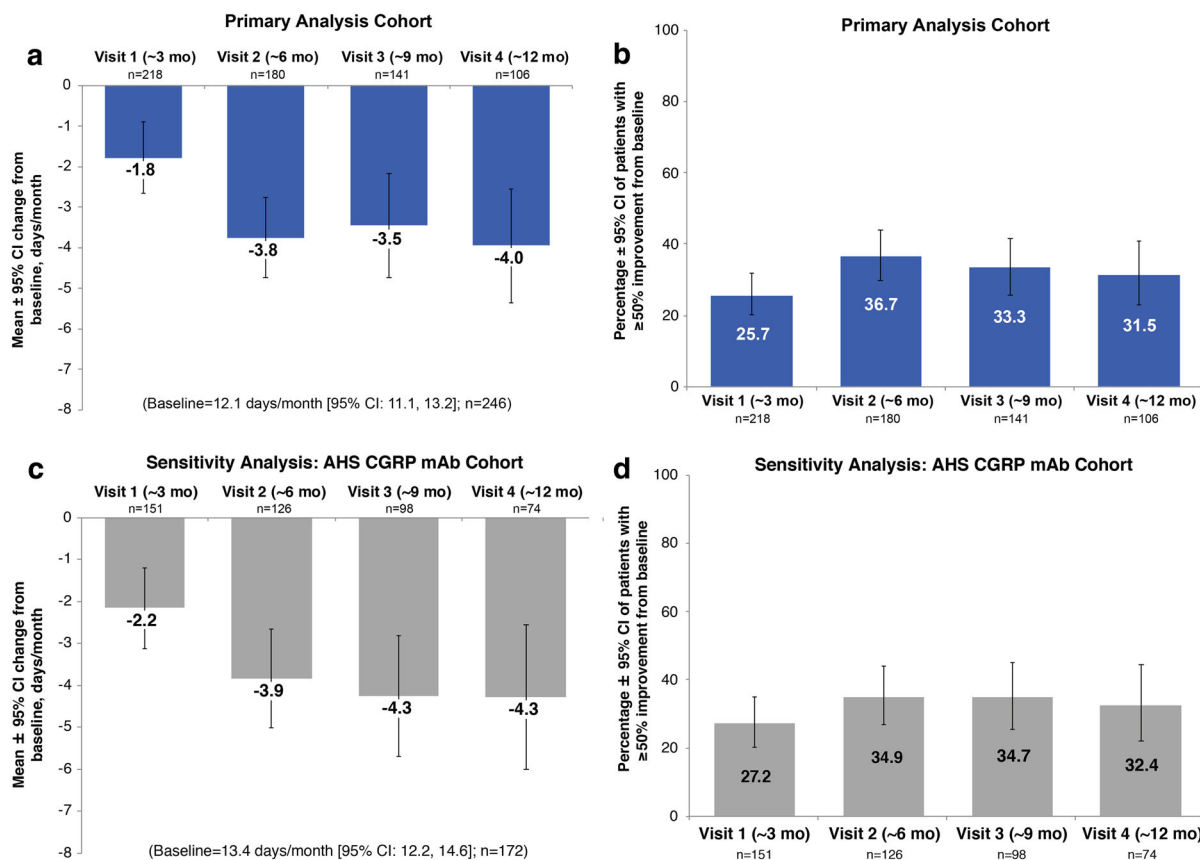 Primary Analysis Cohort
a
Visit 1 (~3 mo) Visit 2 (~6 mo) Visit 3 (~9 mo) Visit 4 (~12 mo)
n=218 n=180 n=141 n=106
Mean ± 95% CI change from
baseline, days/month
0
-1
-2
-3
-4
-5
-6
-7
-8
-1.8
-3.8
-3.5
-4.0
(Baseline=12.1 days/month [95% CI: 11.1, 13.2]; n=246)
b
Primary Analysis Cohort
Percentage ± 95% CI of patients with
≥50% improvement from baseline
100
80
60
40
20
0
25.7
36.7
33.3
31.5
Visit 1 (~3 mo) Visit 2 (~6 mo) Visit 3 (~9 mo) Visit 4 (~12 mo)
n=218 n=180 n=141 n=106
c
Sensitivity Analysis: AHS CGRP mAb Cohort
Visit 1 (~3 mo) Visit 2 (~6 mo) Visit 3 (~9 mo) Visit 4 (~12 mo)
n=151 n=126 n=98 n=74
Mean ± 95% CI change from
baseline, days/month
0
-1
-2
-3
-4
-5
-6
-7
-8
-2.2
-3.9
-4.3
-4.3
(Baseline=13.4 days/month [95% CI: 12.2, 14.6]; n=172)
d
Sensitivity Analysis: AHS CGRP mAb Cohort
Percentage ± 95% CI of patients with
≥50% improvement from baseline
100
80
60
40
20
0
27.2
34.9
34.7
32.4
Visit 1 (~3 mo) Visit 2 (~6 mo) Visit 3 (~9 mo) Visit 4 (~12 mo)
n=151 n=126 n=98 n=74